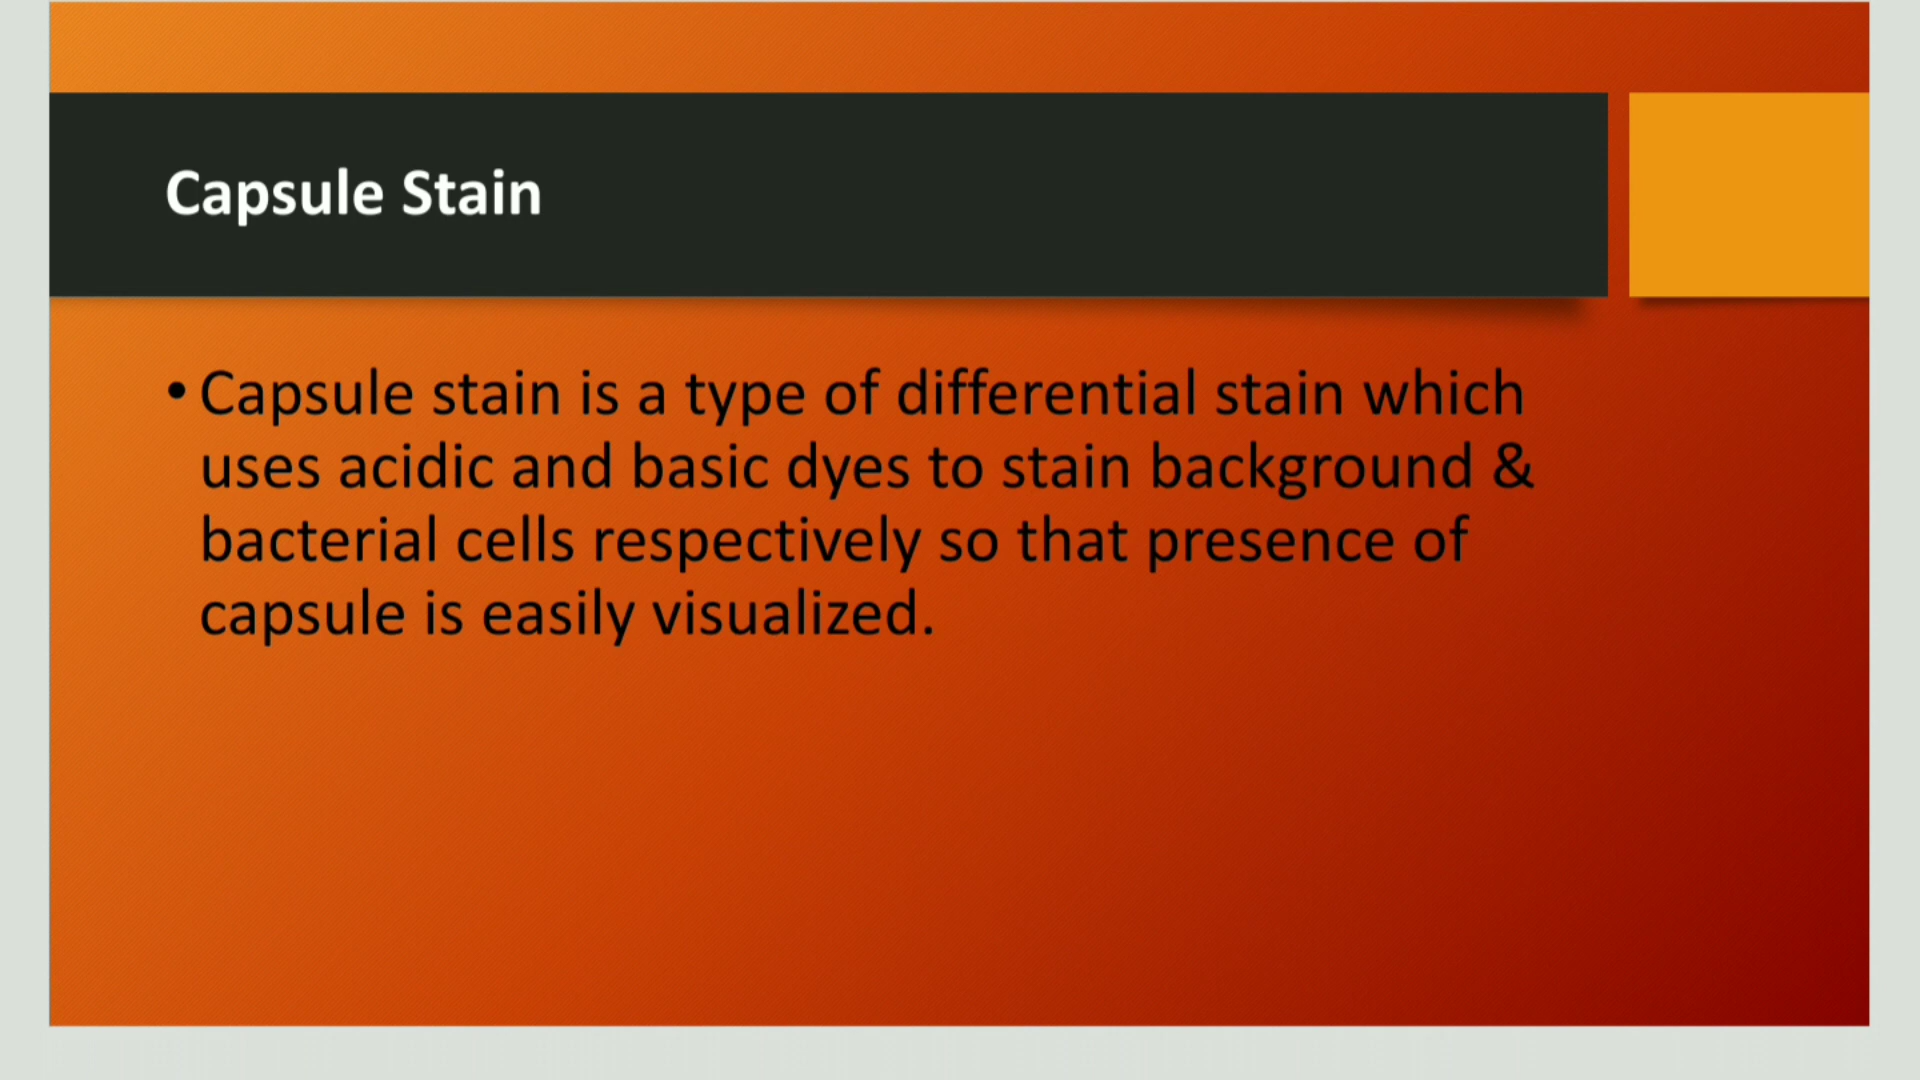 Capsule Stain
• Capsule stain is a type of differential stain which
uses acidic and basic dyes to stain background &
bacterial cells respectively so that presence of
capsule is easily visualized.